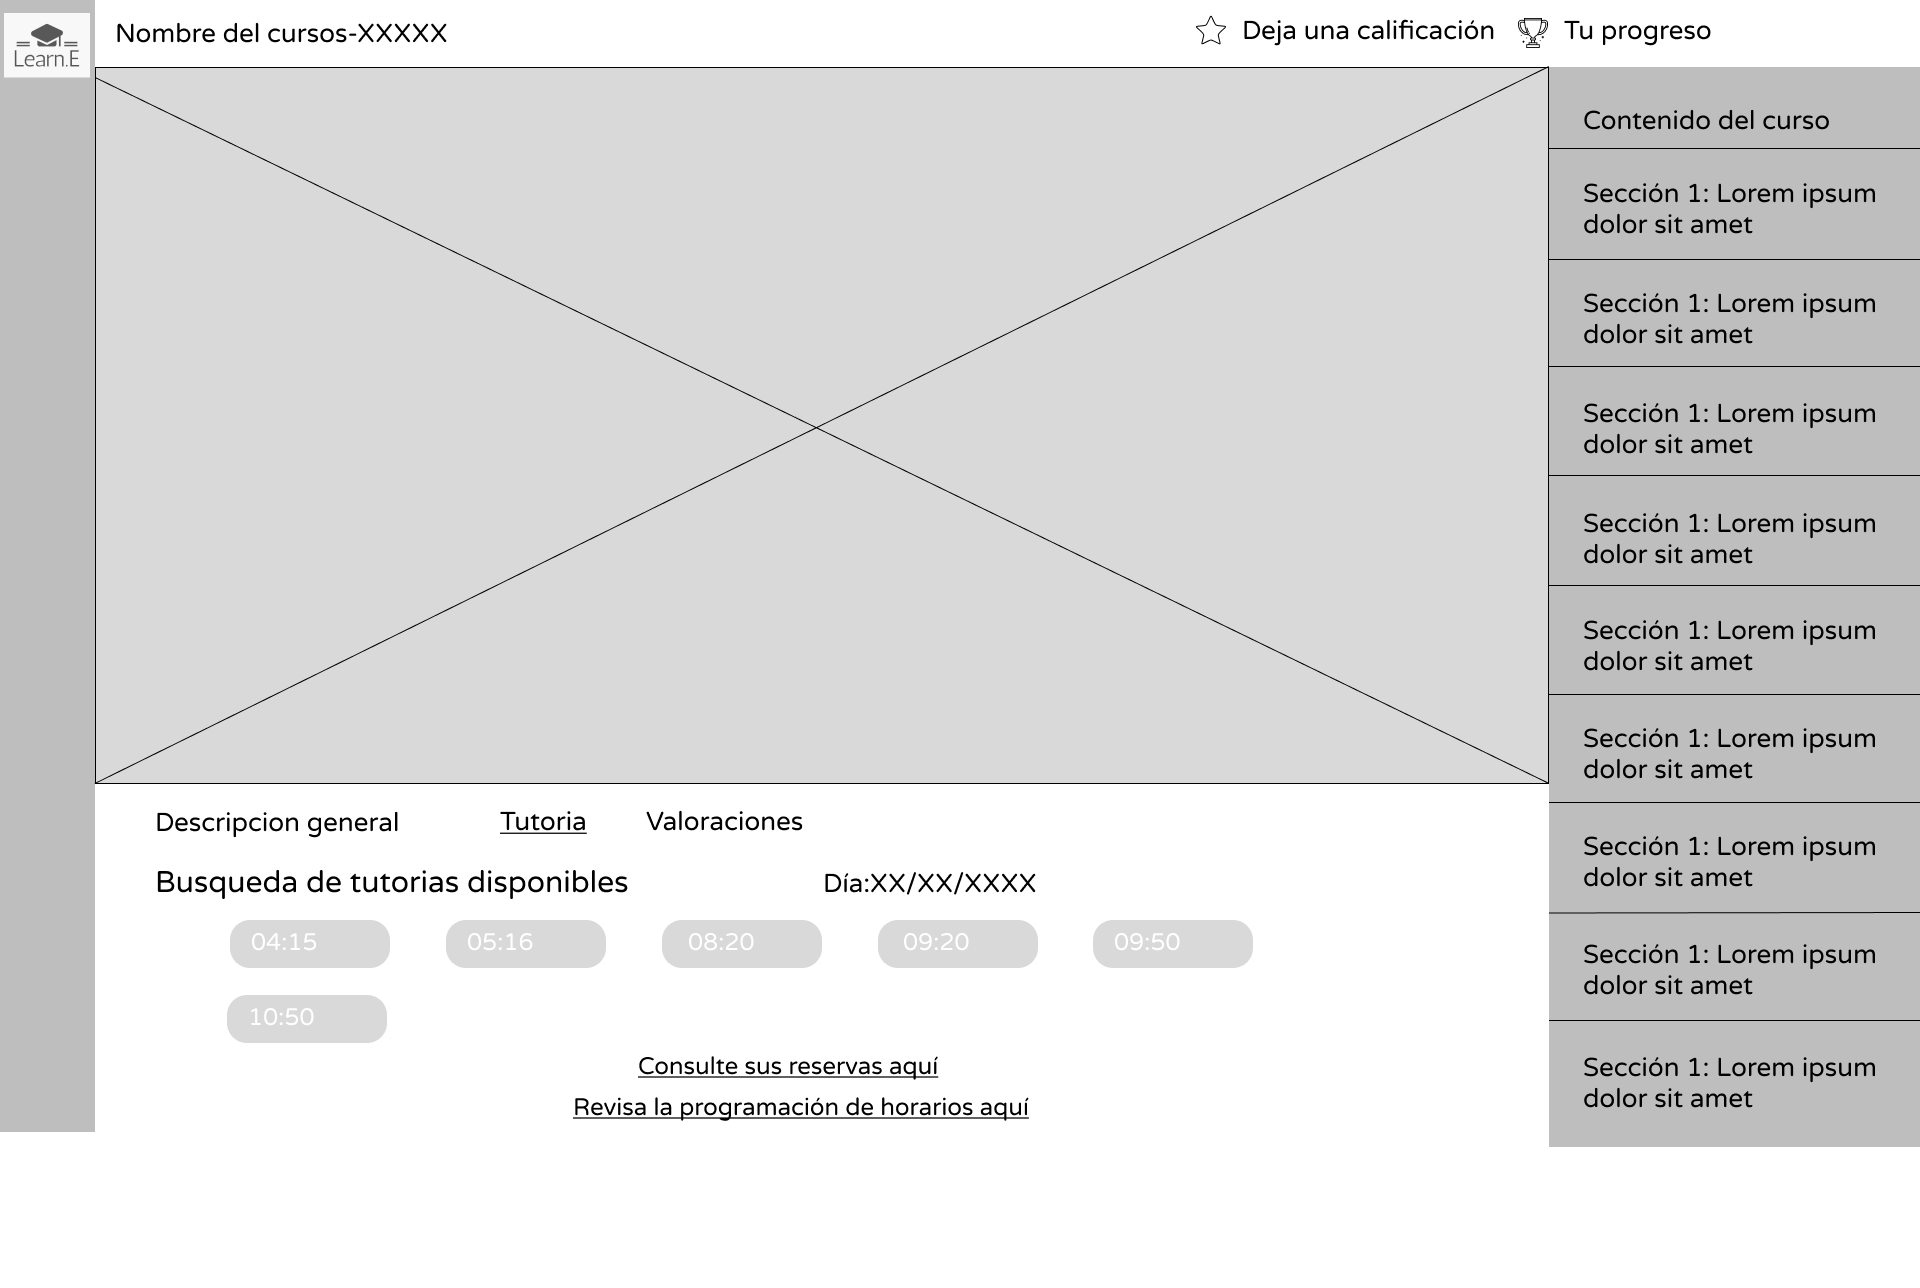 Learn.E
Nombre del cursos-XXXXX
Deja una calificación
Tu progreso
Contenido del curso
Sección 1: Lorem ipsum
dolor sit amet
Sección 1: Lorem ipsum
dolor sit amet
Sección 1: Lorem ipsum
dolor sit amet
Sección 1: Lorem ipsum
dolor sit amet
Sección 1: Lorem ipsum
dolor sit amet
Sección 1: Lorem ipsum
dolor sit amet
Sección 1: Lorem ipsum
dolor sit amet
Sección 1: Lorem ipsum
dolor sit amet
Sección 1: Lorem ipsum
dolor sit amet
Descripcion general
Tutoria
Valoraciones
Busqueda de tutorias disponibles
Día:XX/XX/XXXX
04:15
05:16
08:20
09:20
09:50
10:50
Consulte sus reservas aquí
Revisa la programación de horarios aquí